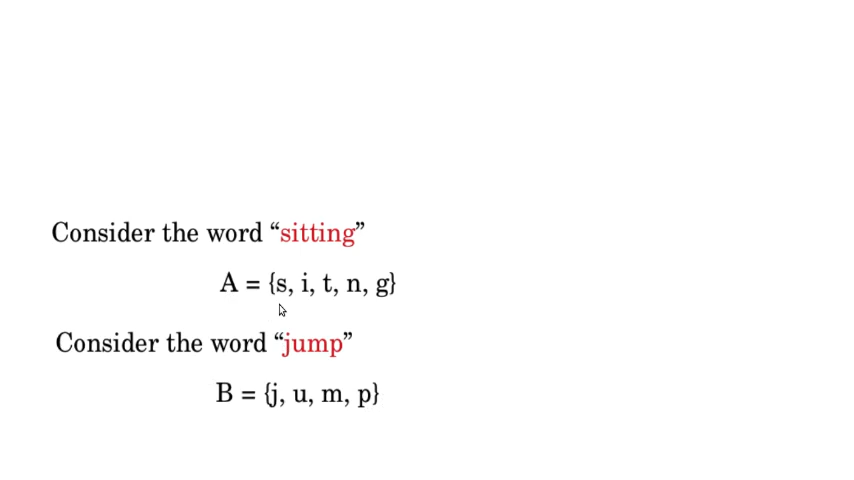 Consider the word “sitting”
A = {s, i, t, n, g}
Consider the word “jump”
B = {j, u, m, p}